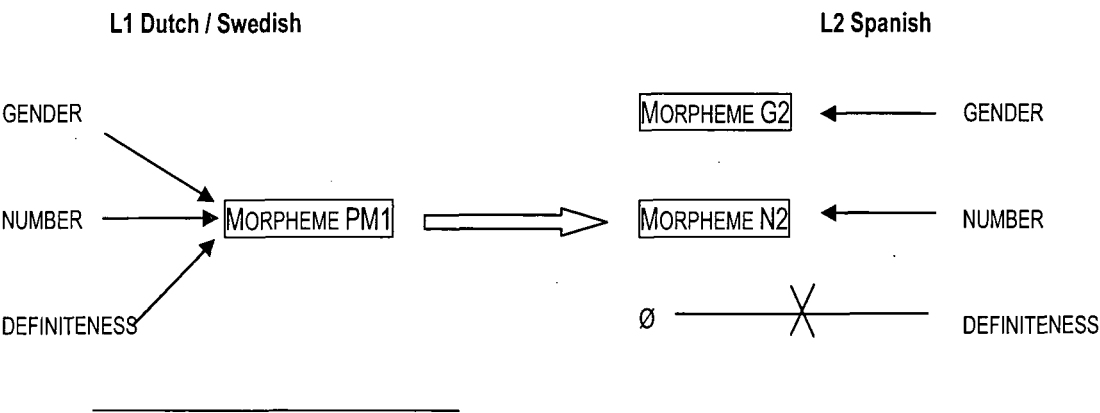 L1 Dutch / Swedish L2 Spanish
GENDER MORPHEME G2 GENDER
NUMBER MORPHEME PM1 MORPHEME N2 NUMBER
DEFINITENESS Ø DEFINITENESS